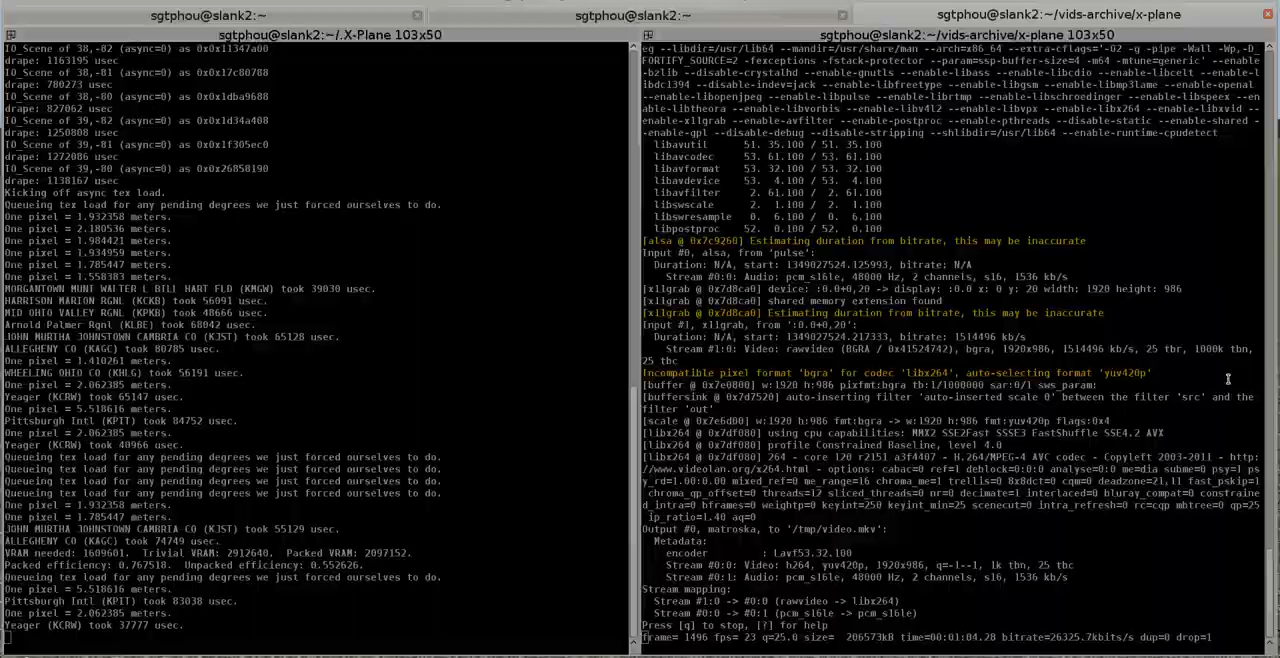 sgtphou@slank2:~
sgtphou@slank2:~
sgtphou@slank2:~/vids-archive/x-plane
sgtphou@slank2:~/.X-Plane 103x50
IO_Scene of 38,-82 (async=0) as 0x0x11347a00
drape: 1163195 usec
IO_Scene of 38,-81 (async=0) as 0x0x17c80788
drape: 780273 usec
IO_Scene of 38,-80 (async=0) as 0x0x1dba9688
drape: 827062 usec
IO_Scene of 39,-82 (async=0) as 0x0x1d34a408
drape: 1250808 usec
IO_Scene of 39,-81 (async=0) as 0x0x1f305ec0
drape: 1272086 usec
IO_Scene of 39,-80 (async=0) as 0x0x26858190
drape: 1138167 usec
Kicking off async tex load.
Queueing tex load for any pending degrees we just forced ourselves to do.
One pixel = 1.932358 meters.
One pixel = 2.180536 meters.
One pixel = 1.984421 meters.
One pixel = 1.934959 meters.
One pixel = 1.785447 meters.
One pixel = 1.558383 meters.
MORGANTOWN MUNI WALTER L BILL HART FLD (KMGW) took 39030 usec.
HARRISON MARION RGNL (KCKB) took 56091 usec.
MID OHIO VALLEY RGNL (KPKB) took 48666 usec.
Arnold Palmer Rgnl (KLBE) took 68042 usec.
JOHN MURTHA JOHNSTOWN CAMBRIA CO (KJST) took 65128 usec.
ALLEGHENY CO (KAGC) took 80785 usec.
One pixel = 1.410261 meters.
WHEELING OHIO CO (KHLG) took 56191 usec.
One pixel = 2.062385 meters.
Yeager (KCRW) took 65147 usec.
One pixel = 5.518616 meters.
Pittsburgh Intl (KPIT) took 84752 usec.
One pixel = 2.062385 meters.
Yeager (KCRW) took 40966 usec.
Queueing tex load for any pending degrees we just forced ourselves to do.
Queueing tex load for any pending degrees we just forced ourselves to do.
Queueing tex load for any pending degrees we just forced ourselves to do.
Queueing tex load for any pending degrees we just forced ourselves to do.
One pixel = 1.932358 meters.
One pixel = 1.785447 meters.
JOHN MURTHA JOHNSTOWN CAMBRIA CO (KJST) took 55129 usec.
ALLEGHENY CO (KAGC) took 74749 usec.
VRAM needed: 1609601.  Trivial VRAM: 2912640.  Packed VRAM: 2097152.
Packed efficiency: 0.767518.  Unpacked efficiency: 0.552626.
Queueing tex load for any pending degrees we just forced ourselves to do.
One pixel = 5.518616 meters.
Pittsburgh Intl (KPIT) took 83038 usec.
One pixel = 2.062385 meters.
Yeager (KCRW) took 37777 usec.
sgtphou@slank2:~/vids-archive/x-plane 103x50
eg --libdir=/usr/lib64 --mandir=/usr/share/man --arch=x86_64 --extra-cflags='-O2 -g -pipe -Wall -Wp,-D_
FORTIFY_SOURCE=2 -fexceptions -fstack-protector --param=ssp-buffer-size=4 -m64 -mtune=generic' --enable
-bzlib --disable-crystalhd --enable-gnutls --enable-libass --enable-libcdio --enable-libcelt --enable-l
ibdc1394 --disable-indev=jack --enable-libfreetype --enable-libgsm --enable-libmp3lame --enable-openal
--enable-libopenjpeg --enable-libpulse --enable-librtmp --enable-libschroedinger --enable-libspeex --en
able-libtheora --enable-libvorbis --enable-libv4l2 --enable-libvpx --enable-libx264 --enable-libxvid --
enable-x11grab --enable-avfilter --enable-postproc --enable-pthreads --disable-static --enable-shared -
-enable-gpl --disable-debug --disable-stripping --shlibdir=/usr/lib64 --enable-runtime-cpudetect
libavutil     51. 35.100 / 51. 35.100
libavcodec    53. 61.100 / 53. 61.100
libavformat   53. 32.100 / 53. 32.100
libavdevice   53.  4.100 / 53.  4.100
libavfilter    2. 61.100 /  2. 61.100
libswscale     2.  1.100 /  2.  1.100
libswresample  0.  6.100 /  0.  6.100
libpostproc   52.  0.100 / 52.  0.100
[alsa @ 0x7c9260] Estimating duration from bitrate, this may be inaccurate
Input #0, alsa, from 'pulse':
Duration: N/A, start: 1349027524.125993, bitrate: N/A
Stream #0:0: Audio: pcm_s16le, 48000 Hz, 2 channels, s16, 1536 kb/s
[x11grab @ 0x7d8ca0] device: :0.0+0,20 -> display: :0.0 x: 0 y: 20 width: 1920 height: 986
[x11grab @ 0x7d8ca0] shared memory extension found
[x11grab @ 0x7d8ca0] Estimating duration from bitrate, this may be inaccurate
Input #1, x11grab, from ':0.0+0,20':
Duration: N/A, start: 1349027524.217333, bitrate: 1514496 kb/s
Stream #1:0: Video: rawvideo (BGRA / 0x41524742), bgra, 1920x986, 1514496 kb/s, 25 tbr, 1000k tbn,
25 tbc
Incompatible pixel format 'bgra' for codec 'libx264', auto-selecting format 'yuv420p'
[buffer @ 0x7e0800] w:1920 h:986 pixfmt:bgra tb:1/1000000 sar:0/1 sws_param:
[buffersink @ 0x7d7520] auto-inserting filter 'auto-inserted scale 0' between the filter 'src' and the
filter 'out'
[scale @ 0x7e6d00] w:1920 h:986 fmt:bgra -> w:1920 h:986 fmt:yuv420p flags:0x4
[libx264 @ 0x7df080] using cpu capabilities: MMX2 SSE2Fast SSSE3 FastShuffle SSE4.2 AVX
[libx264 @ 0x7df080] profile Constrained Baseline, level 4.0
[libx264 @ 0x7df080] 264 - core 120 r2151 a3f4407 - H.264/MPEG-4 AVC codec - Copyleft 2003-2011 - http:
//www.videolan.org/x264.html - options: cabac=0 ref=1 deblock=0:0:0 analyse=0:0 me=dia subme=0 psy=1 ps
y_rd=1.00:0.00 mixed_ref=0 me_range=16 chroma_me=1 trellis=0 8x8dct=0 cqm=0 deadzone=21,11 fast_pskip=1
chroma_qp_offset=0 threads=12 sliced_threads=0 nr=0 decimate=1 interlaced=0 bluray_compat=0 constraine
d_intra=0 bframes=0 weightp=0 keyint=250 keyint_min=25 scenecut=0 intra_refresh=0 rc=cqp mbtree=0 qp=25
ip_ratio=1.40 aq=0
Output #0, matroska, to '/tmp/video.mkv':
Metadata:
encoder         : Lavf53.32.100
Stream #0:0: Video: h264, yuv420p, 1920x986, q=-1--1, 1k tbn, 25 tbc
Stream #0:1: Audio: pcm_s16le, 48000 Hz, 2 channels, s16, 1536 kb/s
Stream mapping:
Stream #1:0 -> #0:0 (rawvideo -> libx264)
Stream #0:0 -> #0:1 (pcm_s16le -> pcm_s16le)
Press [q] to stop, [?] for help
frame= 1496 fps= 23 q=25.0 size=  206573kB time=00:01:04.28 bitrate=26325.7kbits/s dup=0 drop=1